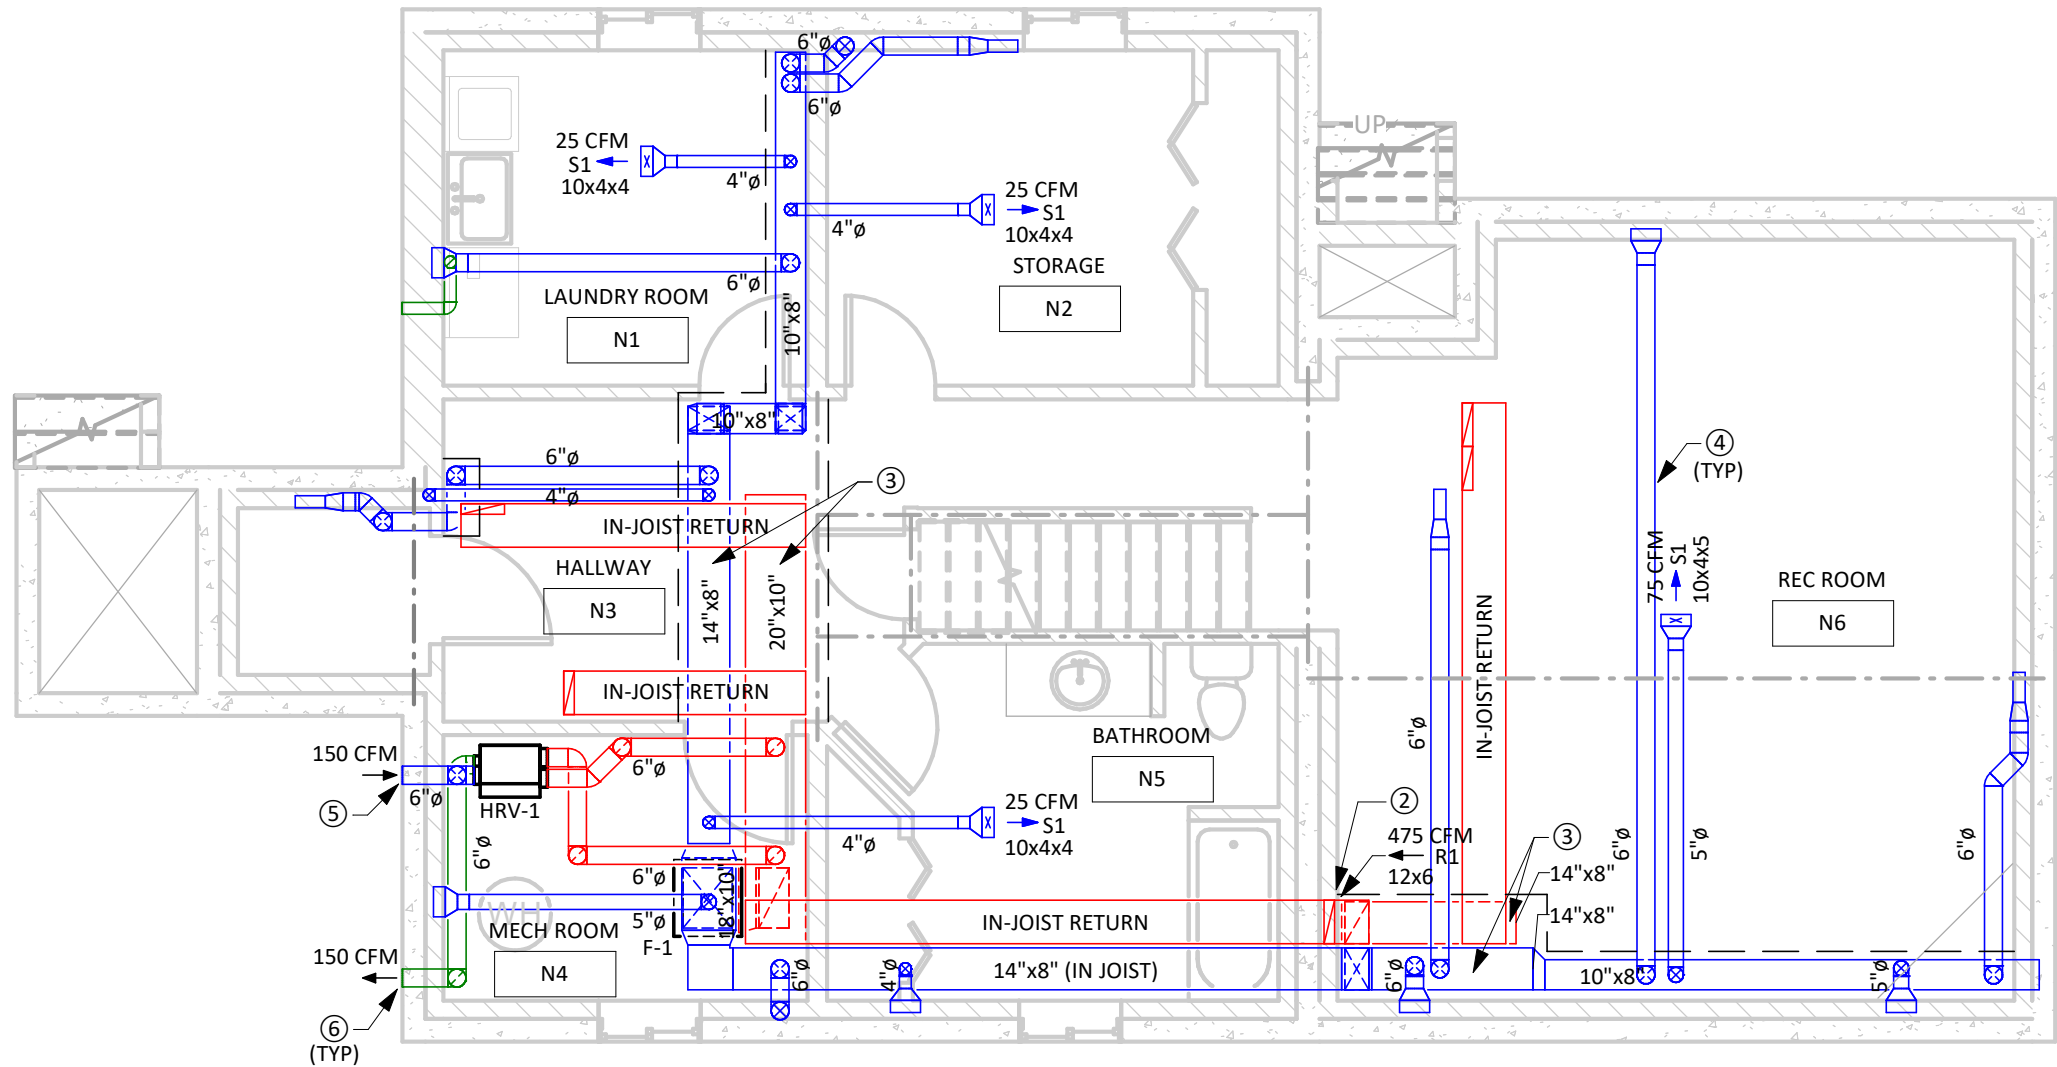 6"ø
6"ø
UP
25 CFM
S1
10x4x4
4"ø
25 CFM
S1
10x4x4
4"ø
STORAGE
N2
6"ø
LAUNDRY ROOM
N1
10"x8"
10"x8"
6"ø
4"ø
③
④
(TYP)
IN-JOIST RETURN
HALLWAY
N3
14"x8"
20"x10"
75 CFM
S1
10x4x5
REC ROOM
N6
IN-JOIST RETURN
IN-JOIST RETURN
6"ø
BATHROOM
N5
150 CFM
6"ø
⑤
HRV-1
6"ø
6"ø
25 CFM
S1
10x4x4
4"ø
②
475 CFM
R1
12x6
③
14"x8"
14"x8"
6"ø
5"ø
6"ø
6"ø
5"ø
18"x10"
F-1
WH
MECH ROOM
N4
IN-JOIST RETURN
150 CFM
⑥
(TYP)
6"ø
4"ø
14"x8" (IN JOIST)
6"ø
10"x8"
5"ø